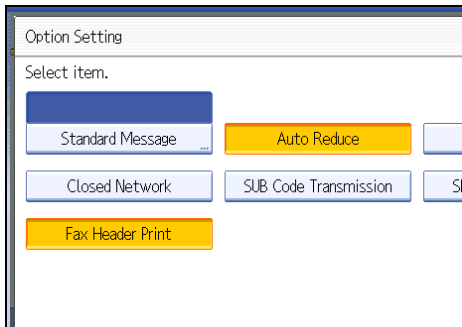 Option Setting
Select item.
Standard Message ...
Auto Reduce
Closed Network
SUB Code Transmission
Fax Header Print